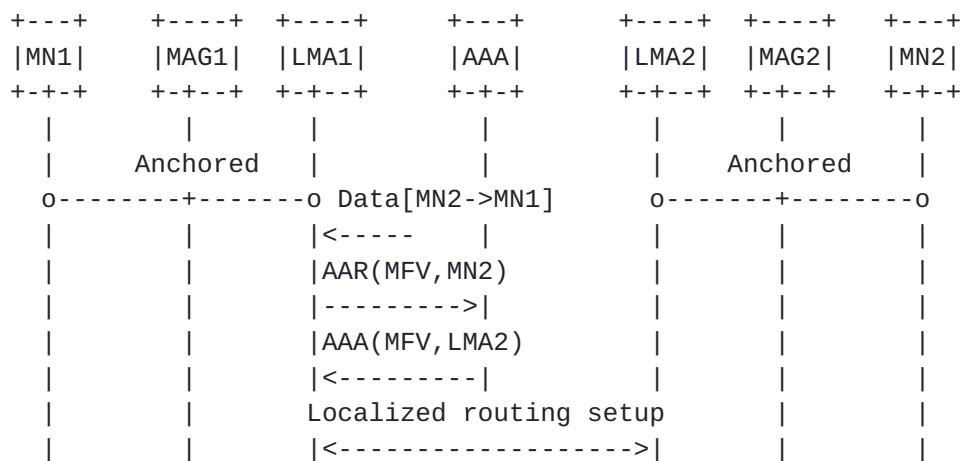 +---+    +----+  +----+     +---+       +----+  +----+   +---+
|MN1|    |MAG1|  |LMA1|     |AAA|       |LMA2|  |MAG2|   |MN2|
+-+-+    +-+--+  +-+--+     +-+-+       +-+--+  +-+--+   +-+-+
  |        |       |          |           |       |        |
  |     Anchored   |          |           |    Anchored    |
  o--------+-------o Data[MN2->MN1]       o-------+--------o
  |        |       |<-----    |           |       |        |
  |        |       |AAR(MFV,MN2)          |       |        |
  |        |       |--------->|           |       |        |
  |        |       |AAA(MFV,LMA2)         |       |        |
  |        |       |<---------|           |       |        |
  |        |       Localized routing setup        |        |
  |        |       |<-------------------->|       |        |